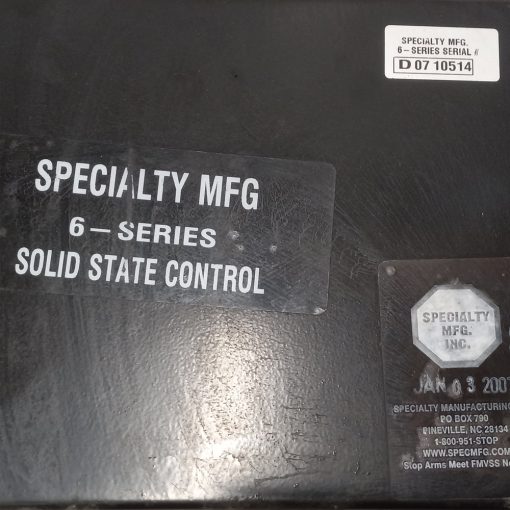 SPECIALTY MFG.
6-SERIES SERIAL #
D 07 10514
SPECIALTY MFG
6-SERIES
SOLID STATE CONTROL
SPECIALTY
MFG.
INC.
JAN 03 200
SPECIALTY MANUFACTURING
PO BOX 790
PINEVILLE, NC 28134
1-800-951-STOP
WWW.SPECMFG.COM
Stop Arms Meet FMVSS